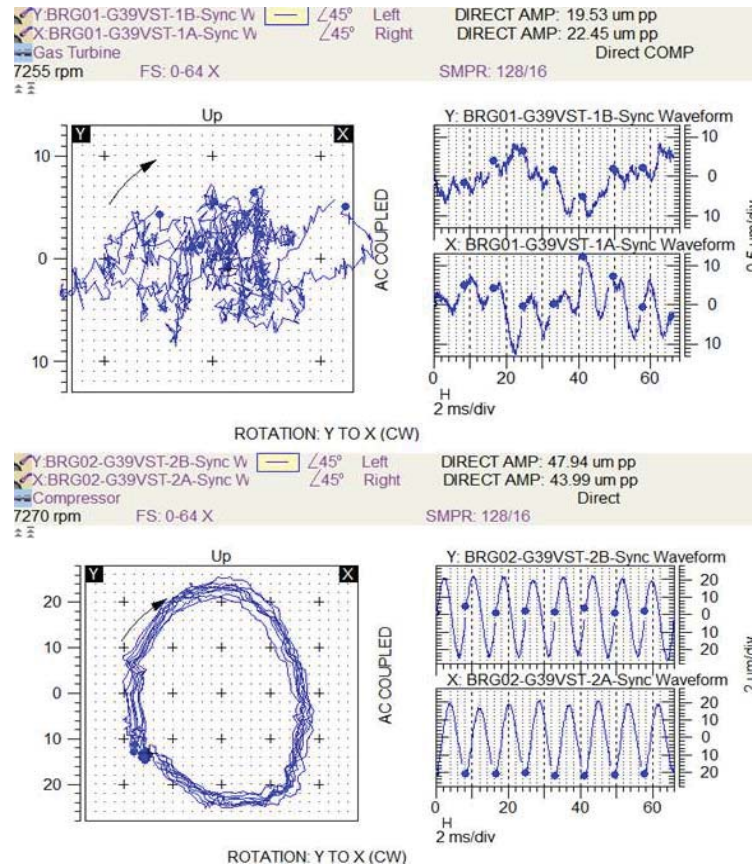 Y:BRG01-G39VST-1B-Sync W ∠45° Left DIRECT AMP: 19.53 um pp
X:BRG01-G39VST-1A-Sync W ∠45° Right DIRECT AMP: 22.45 um pp
Gas Turbine Direct COMP
7255 rpm FS: 0-64 X SMPR: 128/16
Up
Y X
10
0
10
AC COUPLED
Y: BRG01-G39VST-1B-Sync Waveform
10
0
10
X: BRG01-G39VST-1A-Sync Waveform
10
0
10
0.5 um/div
0 20 40 60
H
2 ms/div
ROTATION: Y TO X (CW)
Y:BRG02-G39VST-2B-Sync W ∠45° Left DIRECT AMP: 47.94 um pp
X:BRG02-G39VST-2A-Sync W ∠45° Right DIRECT AMP: 43.99 um pp
Compressor Direct
7270 rpm FS: 0-64 X SMPR: 128/16
Up
Y X
20
10
0
10
20
AC COUPLED
Y: BRG02-G39VST-2B-Sync Waveform
20
10
0
10
20
X: BRG02-G39VST-2A-Sync Waveform
20
10
0
10
20
2 um/div
0 20 40 60
H
2 ms/div
ROTATION: Y TO X (CW)